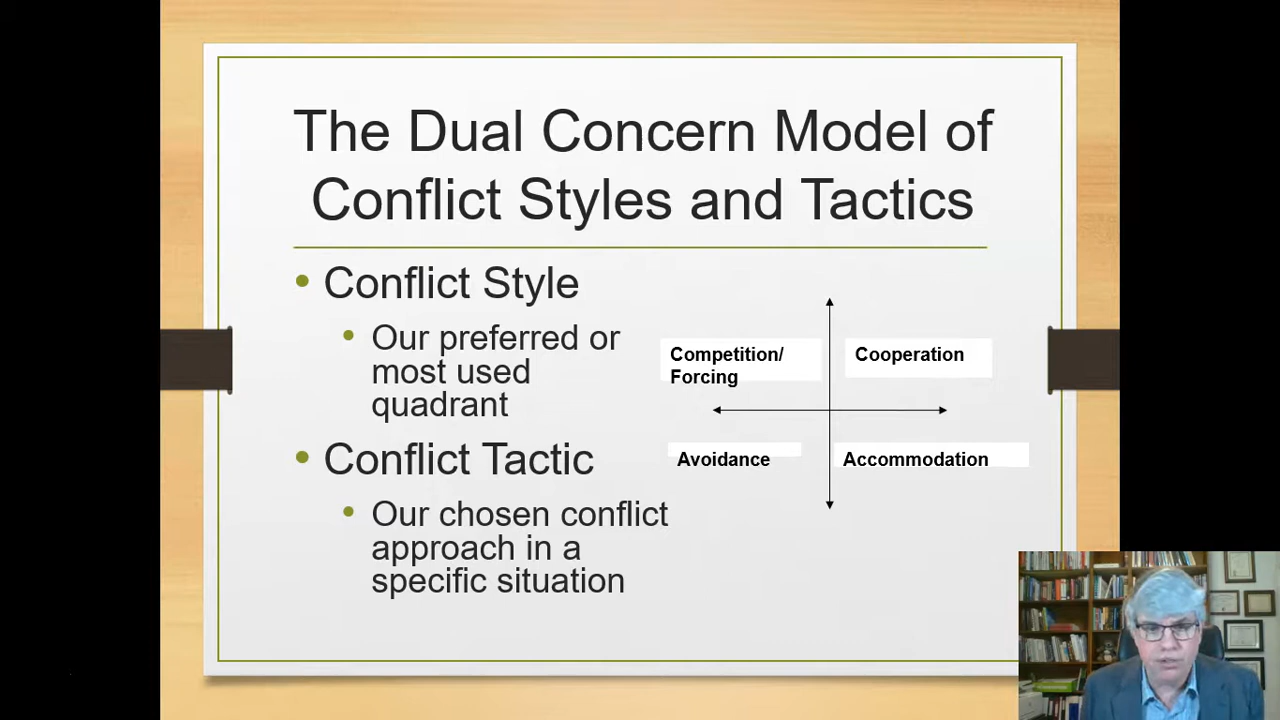 The Dual Concern Model of
Conflict Styles and Tactics
• Conflict Style
• Our preferred or
most used
quadrant
• Conflict Tactic
• Our chosen conflict
approach in a
specific situation
Competition/
Forcing
Cooperation
Avoidance
Accommodation